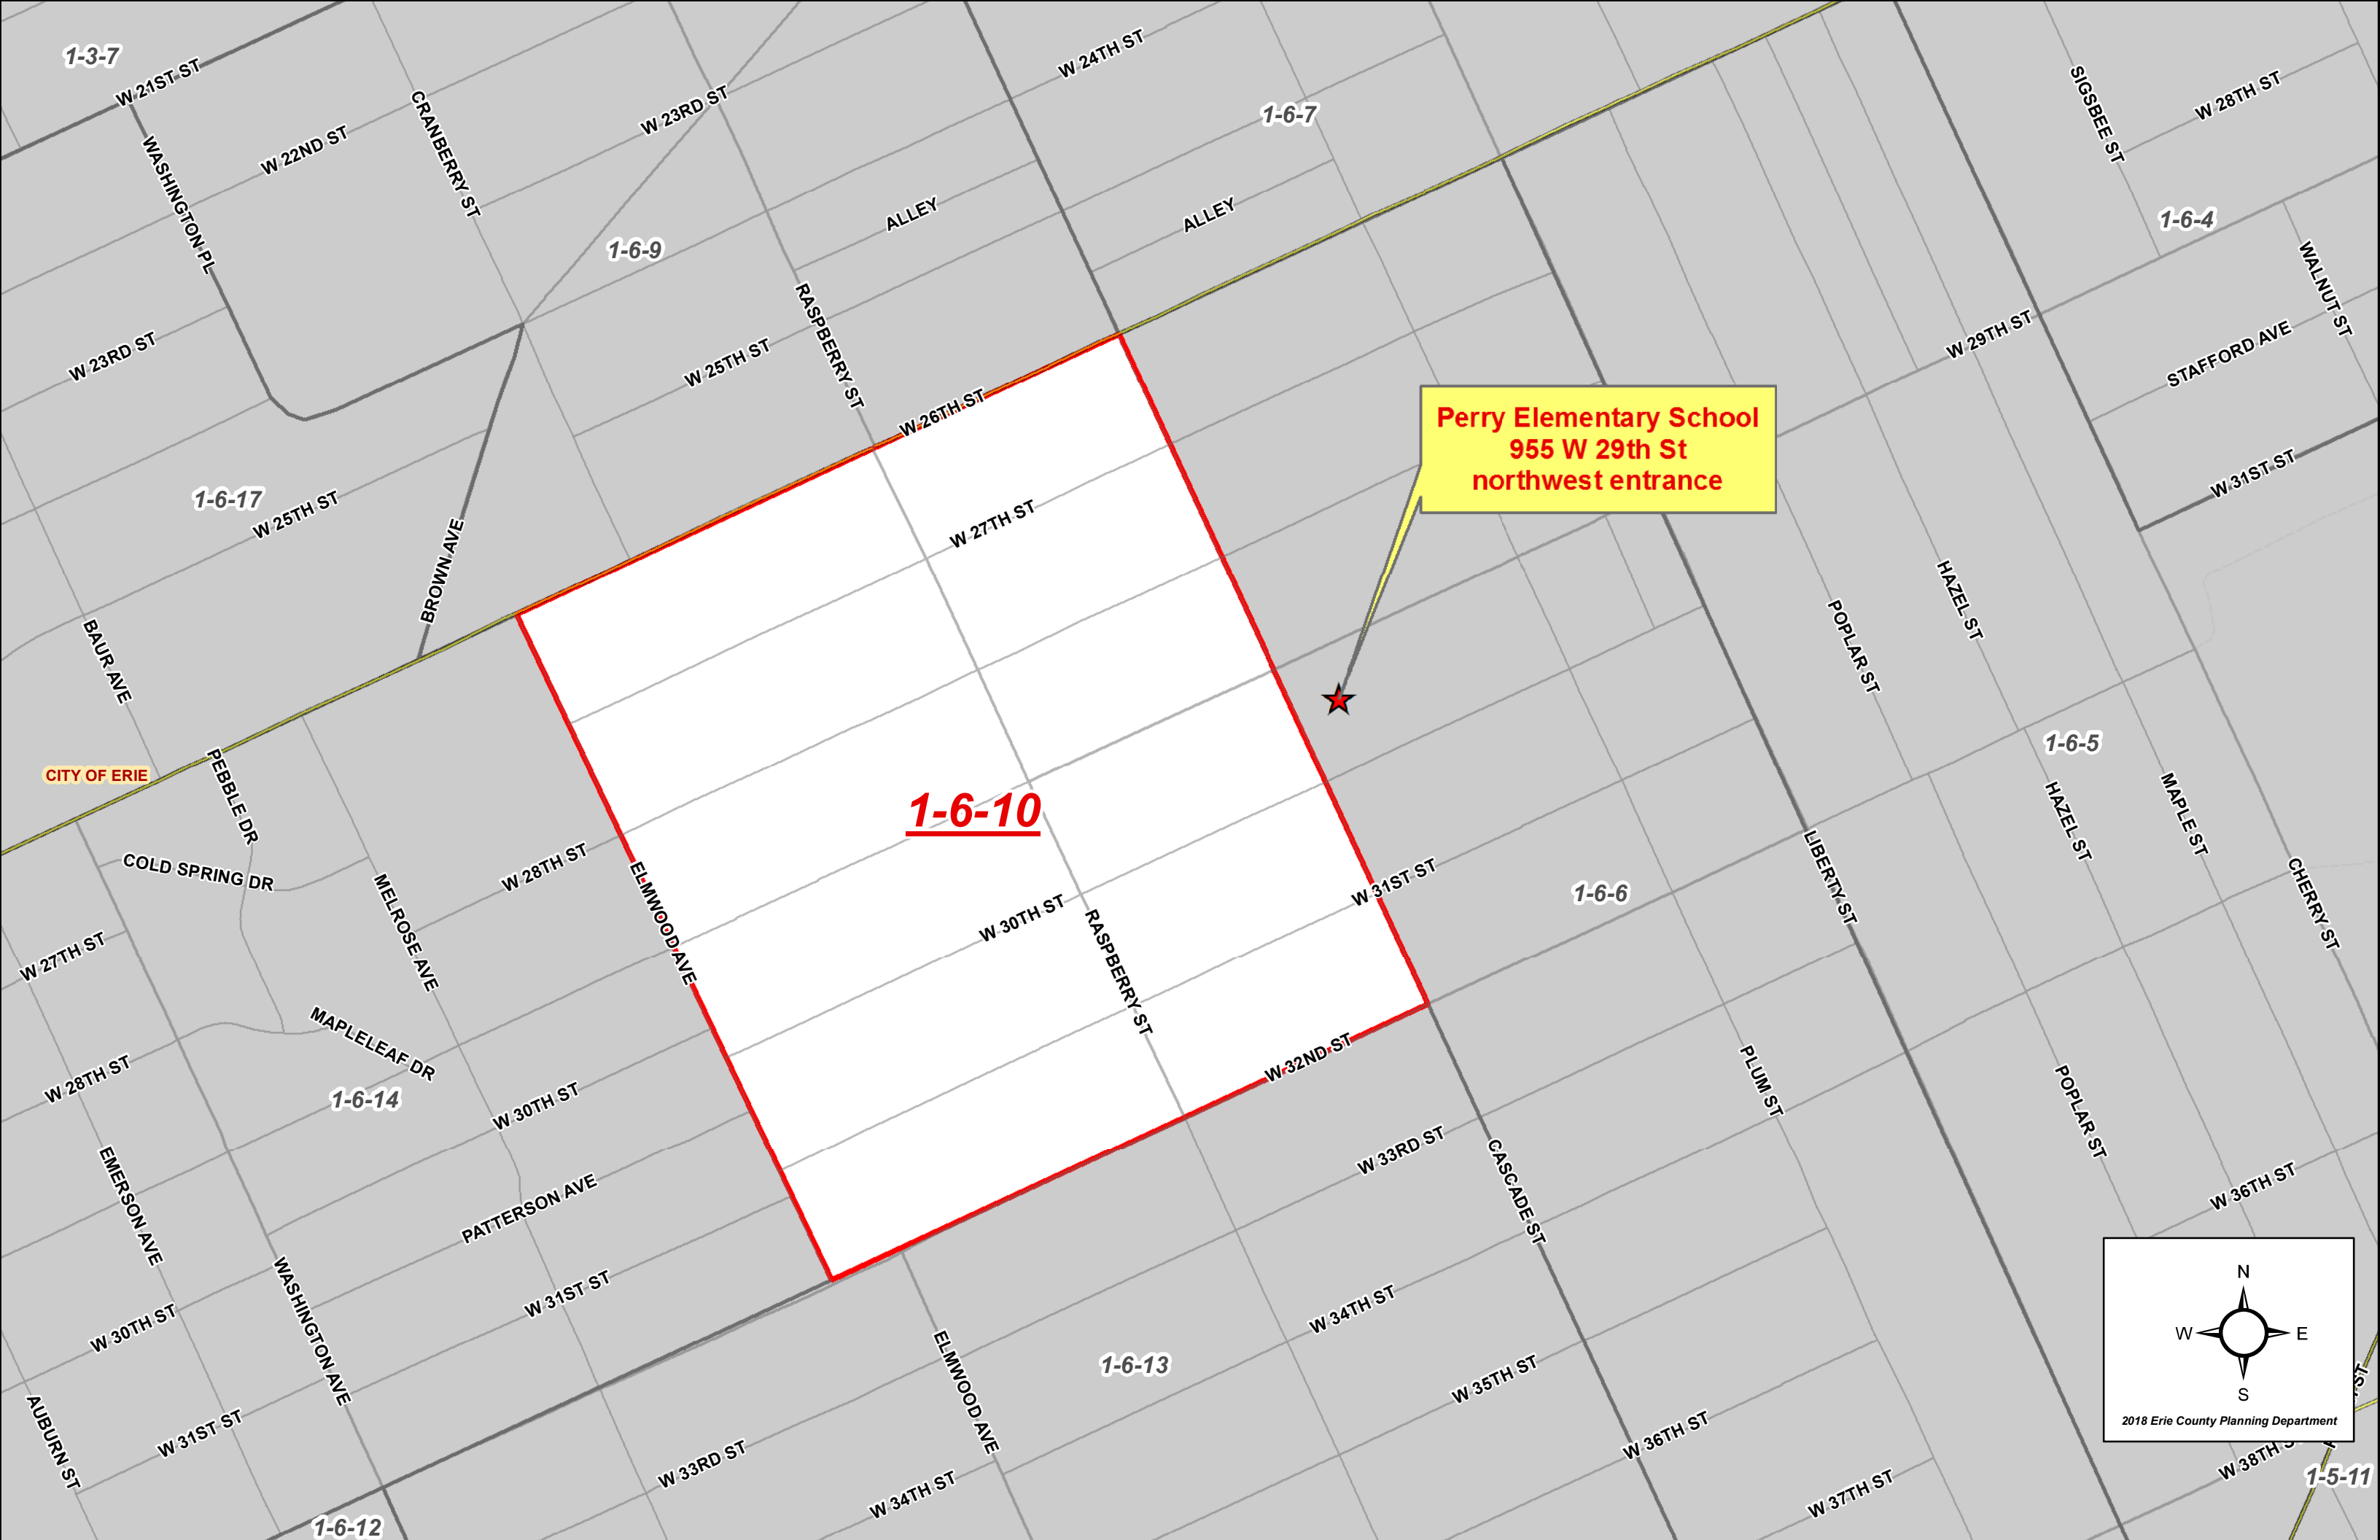 1-3-7
W 21ST ST
W 24TH ST
SIGSBEE ST
W 28TH ST
CRANBERRY ST
W 23RD ST
1-6-7
WASHINGTON PL
W 22ND ST
ALLEY
ALLEY
1-6-4
1-6-9
WALNUT ST
RASPBERRY ST
W 29TH ST
STAFFORD AVE
W 23RD ST
W 25TH ST
W 26TH ST
Perry Elementary School
955 W 29th St
northwest entrance
W 31ST ST
1-6-17
W 25TH ST
W 27TH ST
BROWN AVE
HAZEL ST
POPLAR ST
BAUR AVE
1-6-5
CITY OF ERIE
PEBBLE DR
1-6-10
HAZEL ST
MAPLE ST
COLD SPRING DR
W 28TH ST
ELMWOOD AVE
W 31ST ST
1-6-6
LIBERTY ST
CHERRY ST
MELROSE AVE
W 30TH ST
RASPBERRY ST
W 27TH ST
MAPLELEAF DR
W 32ND ST
W 28TH ST
1-6-14
W 30TH ST
PLUM ST
POPLAR ST
W 33RD ST
CASCADE ST
EMERSON AVE
PATTERSON AVE
W 36TH ST
W 31ST ST
W 30TH ST
WASHINGTON AVE
W 34TH ST
N
W E
S
2018 Erie County Planning Department
1-6-13
ELMWOOD AVE
W 35TH ST
AUBURN ST
W 31ST ST
W 33RD ST
W 36TH ST
W 34TH ST
W 37TH ST
W 38TH
1-5-11
1-6-12
ST